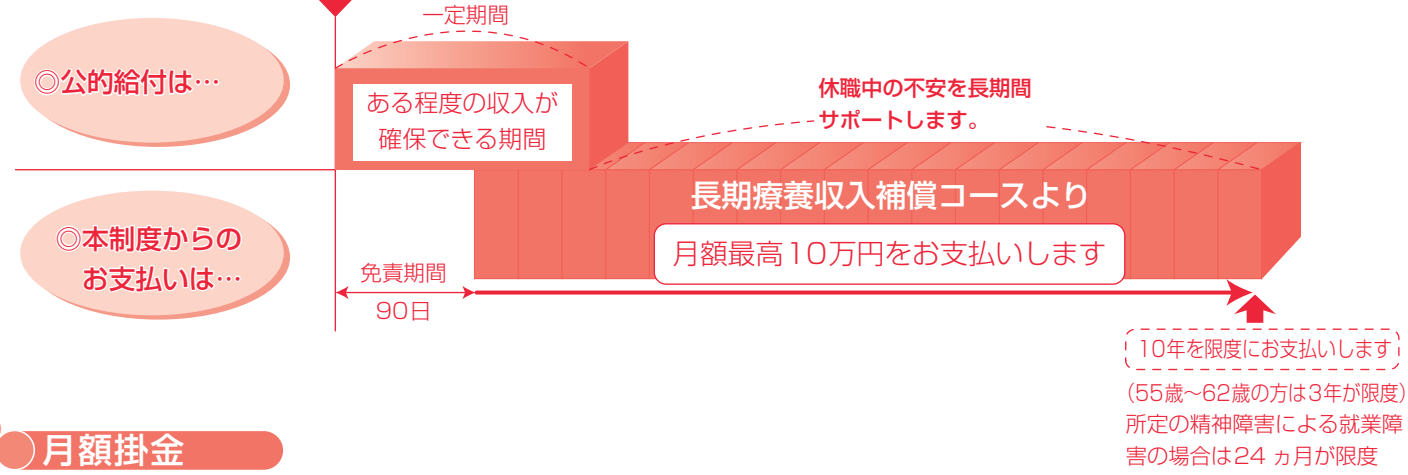 一定期間
◎公的給付は…
ある程度の収入が
確保できる期間
休職中の不安を長期間
サポートします。
長期療養収入補償コースより
月額最高10万円をお支払いします
◎本制度からの
お支払いは…
免責期間
90日
10年を限度にお支払いします
(55歳～62歳の方は3年が限度)
所定の精神障害による就業障
害の場合は24 ヵ月が限度
月額掛金